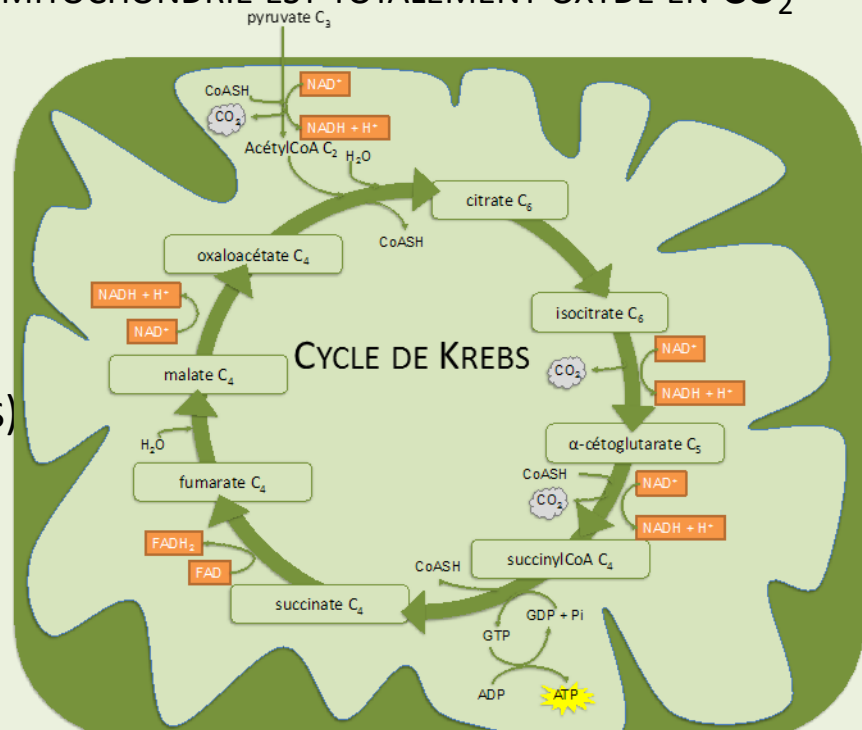 MITOCHONDRIE EST TOTALEMENT OXYDÉ EN CO₂
pyruvate C₃
CoASH
NAD⁺
CO₂
NADH + H⁺
AcétylCoA C₂
H₂O
citrate C₆
CoASH
oxaloacétate C₄
NADH + H⁺
NAD⁺
isocitrate C₆
CYCLE DE KREBS
NAD⁺
CO₂
NADH + H⁺
malate C₄
s)
α-cétoglutarate C₅
H₂O
CoASH
NAD⁺
CO₂
fumarate C₄
NADH + H⁺
FADH₂
FAD
succinylCoA C₄
CoASH
succinate C₄
GDP + Pi
GTP
ADP
ATP